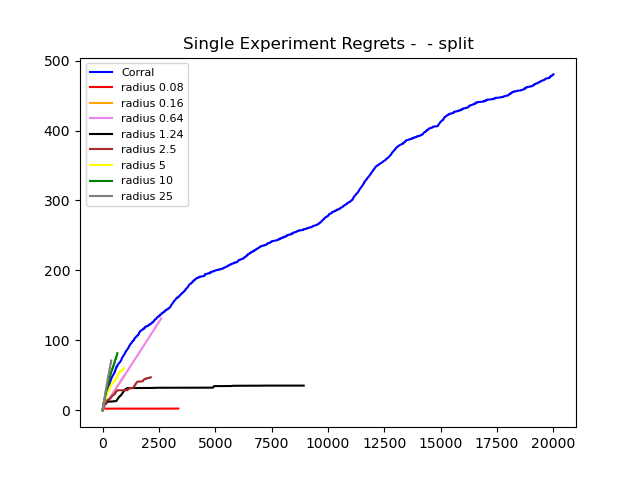 Single Experiment Regrets -  - split
500
400
300
200
100
0
Corral
radius 0.08
radius 0.16
radius 0.64
radius 1.24
radius 2.5
radius 5
radius 10
radius 25
0 2500 5000 7500 10000 12500 15000 17500 20000